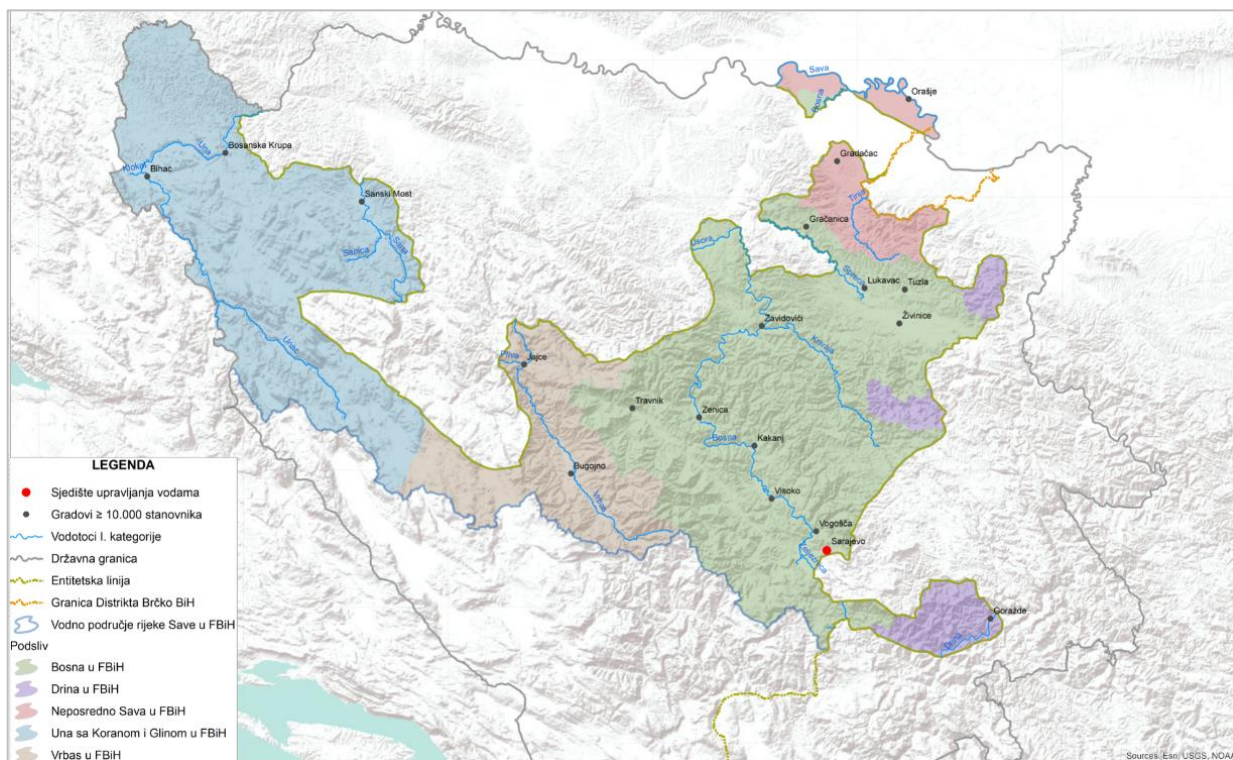 Sava
Bosna
Orašje
Gradačac
Tinja
Gračanica
Usora
Spreča
Lukavac
Tuzla
Živinice
Una
Bosanska Krupa
Klokot
Bihać
Sanski Most
Sanica
Sana
Unac
Pliva
Jajce
Zavidovići
Krivaja
Travnik
Zenica
Bosna
Kakanj
Bugojno
Vrbas
Visoko
Vogošća
Sarajevo
Željeznica
Goražde
Drina
LEGENDA
Sjedište upravljanja vodama
Gradovi ≥ 10.000 stanovnika
Vodotoci I. kategorije
Državna granica
Entitetska linija
Granica Distrikta Brčko BiH
Vodno područje rijeke Save u FBiH
Podsliv
Bosna u FBiH
Drina u FBiH
Neposredno Sava u FBiH
Una sa Koranom i Glinom u FBiH
Vrbas u FBiH
Sources: Esri, USGS, NOAA